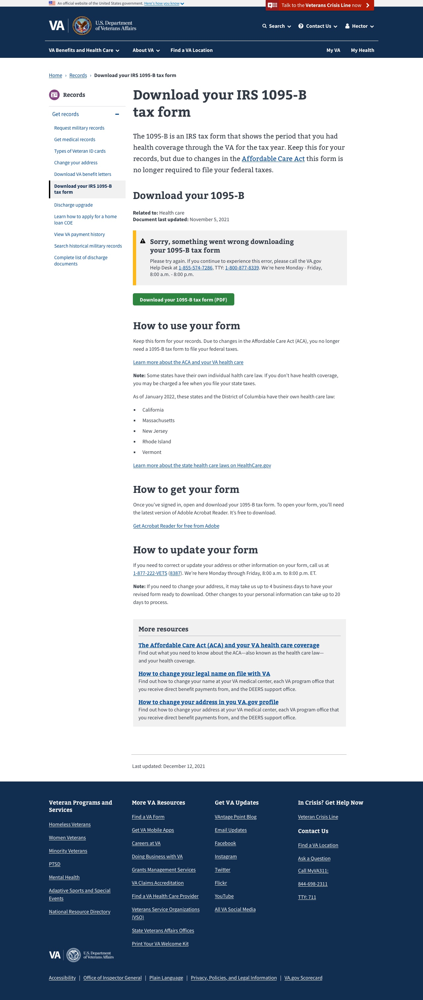 An official website of the United States government. Here's how you know
Talk to the Veterans Crisis Line now
VA
U.S. Department
of Veterans Affairs
Search
Contact Us
Hector
VA Benefits and Health Care
About VA
Find a VA Location
My VA
My Health
Home › Records › Download your IRS 1095-B tax form
Records
Get records
Request military records
Get medical records
Types of Veteran ID cards
Change your address
Download VA benefit letters
Download your IRS 1095-B
tax form
Discharge upgrade
Learn how to apply for a home
loan COE
View VA payment history
Search historical military records
Complete list of discharge
documents
Download your IRS 1095-B
tax form
The 1095-B is an IRS tax form that shows the period that you had
health coverage through the VA for the tax year. Keep this for your
records, but due to changes in the Affordable Care Act this form is
no longer required to file your federal taxes.
Download your 1095-B
Related to: Health care
Document last updated: November 5, 2021
Sorry, something went wrong downloading
your 1095-B tax form
Please try again. If you continue to experience this error, please call the VA.gov
Help Desk at 1-855-574-7286, TTY: 1-800-877-8339. We’re here Monday - Friday,
8:00 a.m. - 8:00 p.m.
Download your 1095-B tax form (PDF)
How to use your form
Keep this form for your records. Due to changes in the Affordable Care Act (ACA), you no longer
need a 1095-B tax form to file your federal taxes.
Learn more about the ACA and your VA health care
Note: Some states have their own individual halth care law. If you don’t have health coverage,
you may be charged a fee when you file your state taxes.
As of January 2022, these states and the District of Columbia have their own health care law:
▪ California
▪ Massachusetts
▪ New Jersey
▪ Rhode Island
▪ Vermont
Learn more about the state health care laws on HealthCare.gov
How to get your form
Once you’ve signed in, open and download your 1095-B tax form. To open your form, you’ll need
the latest version of Adoble Acrobat Reader. It’s free to download.
Get Acrobat Reader for free from Adobe
How to update your form
If you need to correct or update your address or other information on your form, call us at
1-877-222-VETS (8387). We’re here Monday through Friday, 8:00 a.m. to 8:00 p.m. ET.
Note: If you need to change your address, it may take us up to 4 business days to have your
revised form ready to download. Other changes to your personal information can take up to 20
days to process.
More resources
The Affordable Care Act (ACA) and your VA health care coverage
Find out what you need to know about the ACA—also known as the health care law—
and your health coverage.
How to change your legal name on file with VA
Find out how to change your name at your VA medical center, each VA program office that
you receive direct benefit payments from, and the DEERS support office.
How to change your address in you VA.gov profile
Find out how to change your address at your VA medical center, each VA program office that
you receive direct benefit payments from, and the DEERS support office.
Last updated: December 12, 2021
Veteran Programs and
Services
Homeless Veterans
Women Veterans
Minority Veterans
PTSD
Mental Health
Adaptive Sports and Special
Events
National Resource Directory
More VA Resources
Find a VA Form
Get VA Mobile Apps
Careers at VA
Doing Business with VA
Grants Management Services
VA Claims Accreditation
Find a VA Health Care Provider
Veterans Service Organizations
(VSO)
State Veterans Affairs Offices
Print Your VA Welcome Kit
Get VA Updates
VAntage Point Blog
Email Updates
Facebook
Instagram
Twitter
Flickr
YouTube
All VA Social Media
In Crisis? Get Help Now
Veteran Crisis Line
Contact Us
Find a VA Location
Ask a Question
Call MyVA311:
844-698-2311
TTY: 711
VA
U.S. Department
of Veterans Affairs
Accessibility | Office of Inspector General | Plain Language | Privacy, Policies, and Legal Information | VA.gov Scorecard